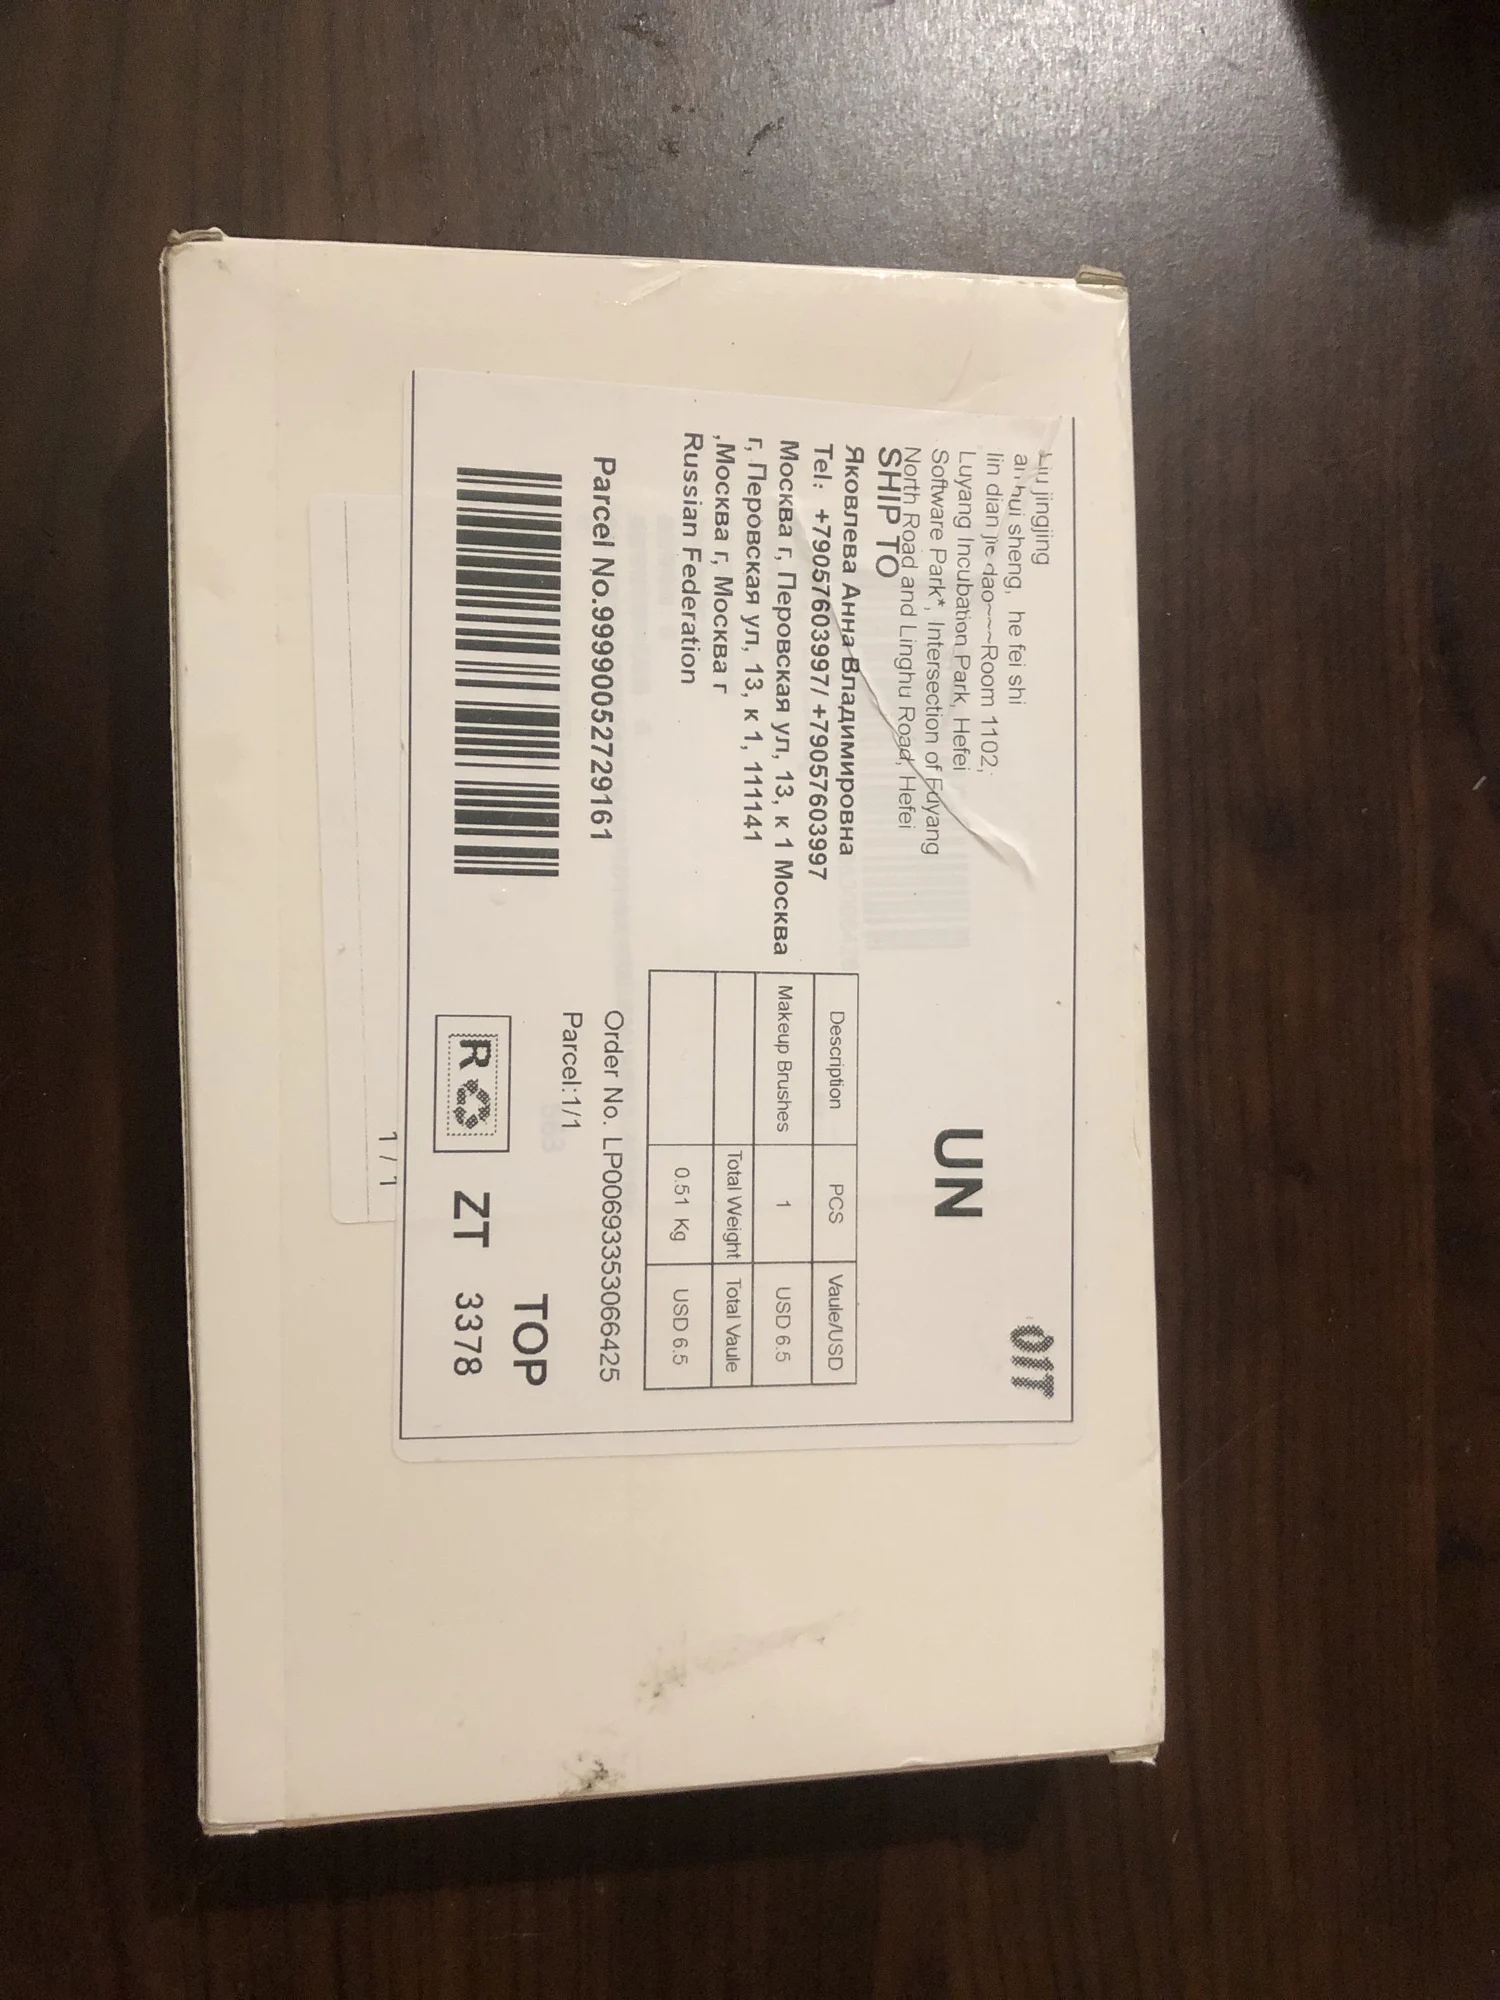 Liu jingjing
an hui sheng, he fei shi
lin dian jie dao~~~Room 1102,
Luyang Incubation Park, Hefei
Software Park*, Intersection of Fuyang
North Road and Linghu Road, Hefei
UN
SHIP TO
Яковлева Анна Владимировна
Tel: +79057603997/ +79057603997
Москва г, Перовская ул, 13, к 1 Москва
г, Перовская ул, 13, к 1, 111141
,Москва г, Москва г
Russian Federation
Description PCS Vaule/USD
Makeup Brushes 1 USD 6.5
Total Weight Total Vaule
0.51 Kg USD 6.5
Parcel No.99990052729161
Order No. LP00693353066425
Parcel:1/1
TOP
R ZT 3378
1 / 1